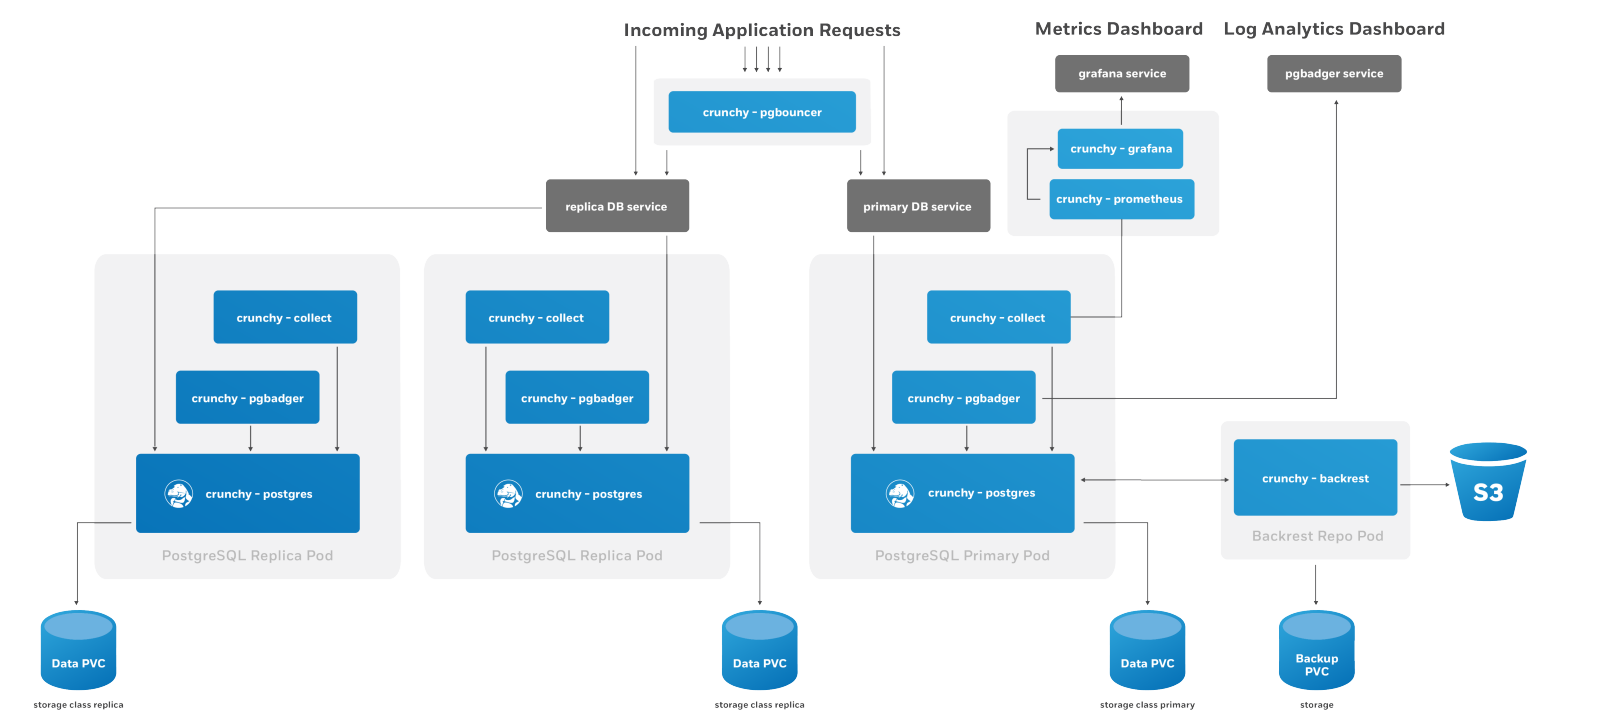 Incoming Application Requests
Metrics Dashboard
Log Analytics Dashboard
grafana service
pgbadger service
crunchy - pgbouncer
crunchy - grafana
crunchy - prometheus
replica DB service
primary DB service
crunchy - collect
crunchy - collect
crunchy - collect
crunchy - pgbadger
crunchy - pgbadger
crunchy - pgbadger
crunchy - postgres
crunchy - postgres
crunchy - postgres
crunchy - backrest
S3
PostgreSQL Replica Pod
PostgreSQL Replica Pod
PostgreSQL Primary Pod
Backrest Repo Pod
Data PVC
Data PVC
Data PVC
Backup
PVC
storage class replica
storage class replica
storage class primary
storage